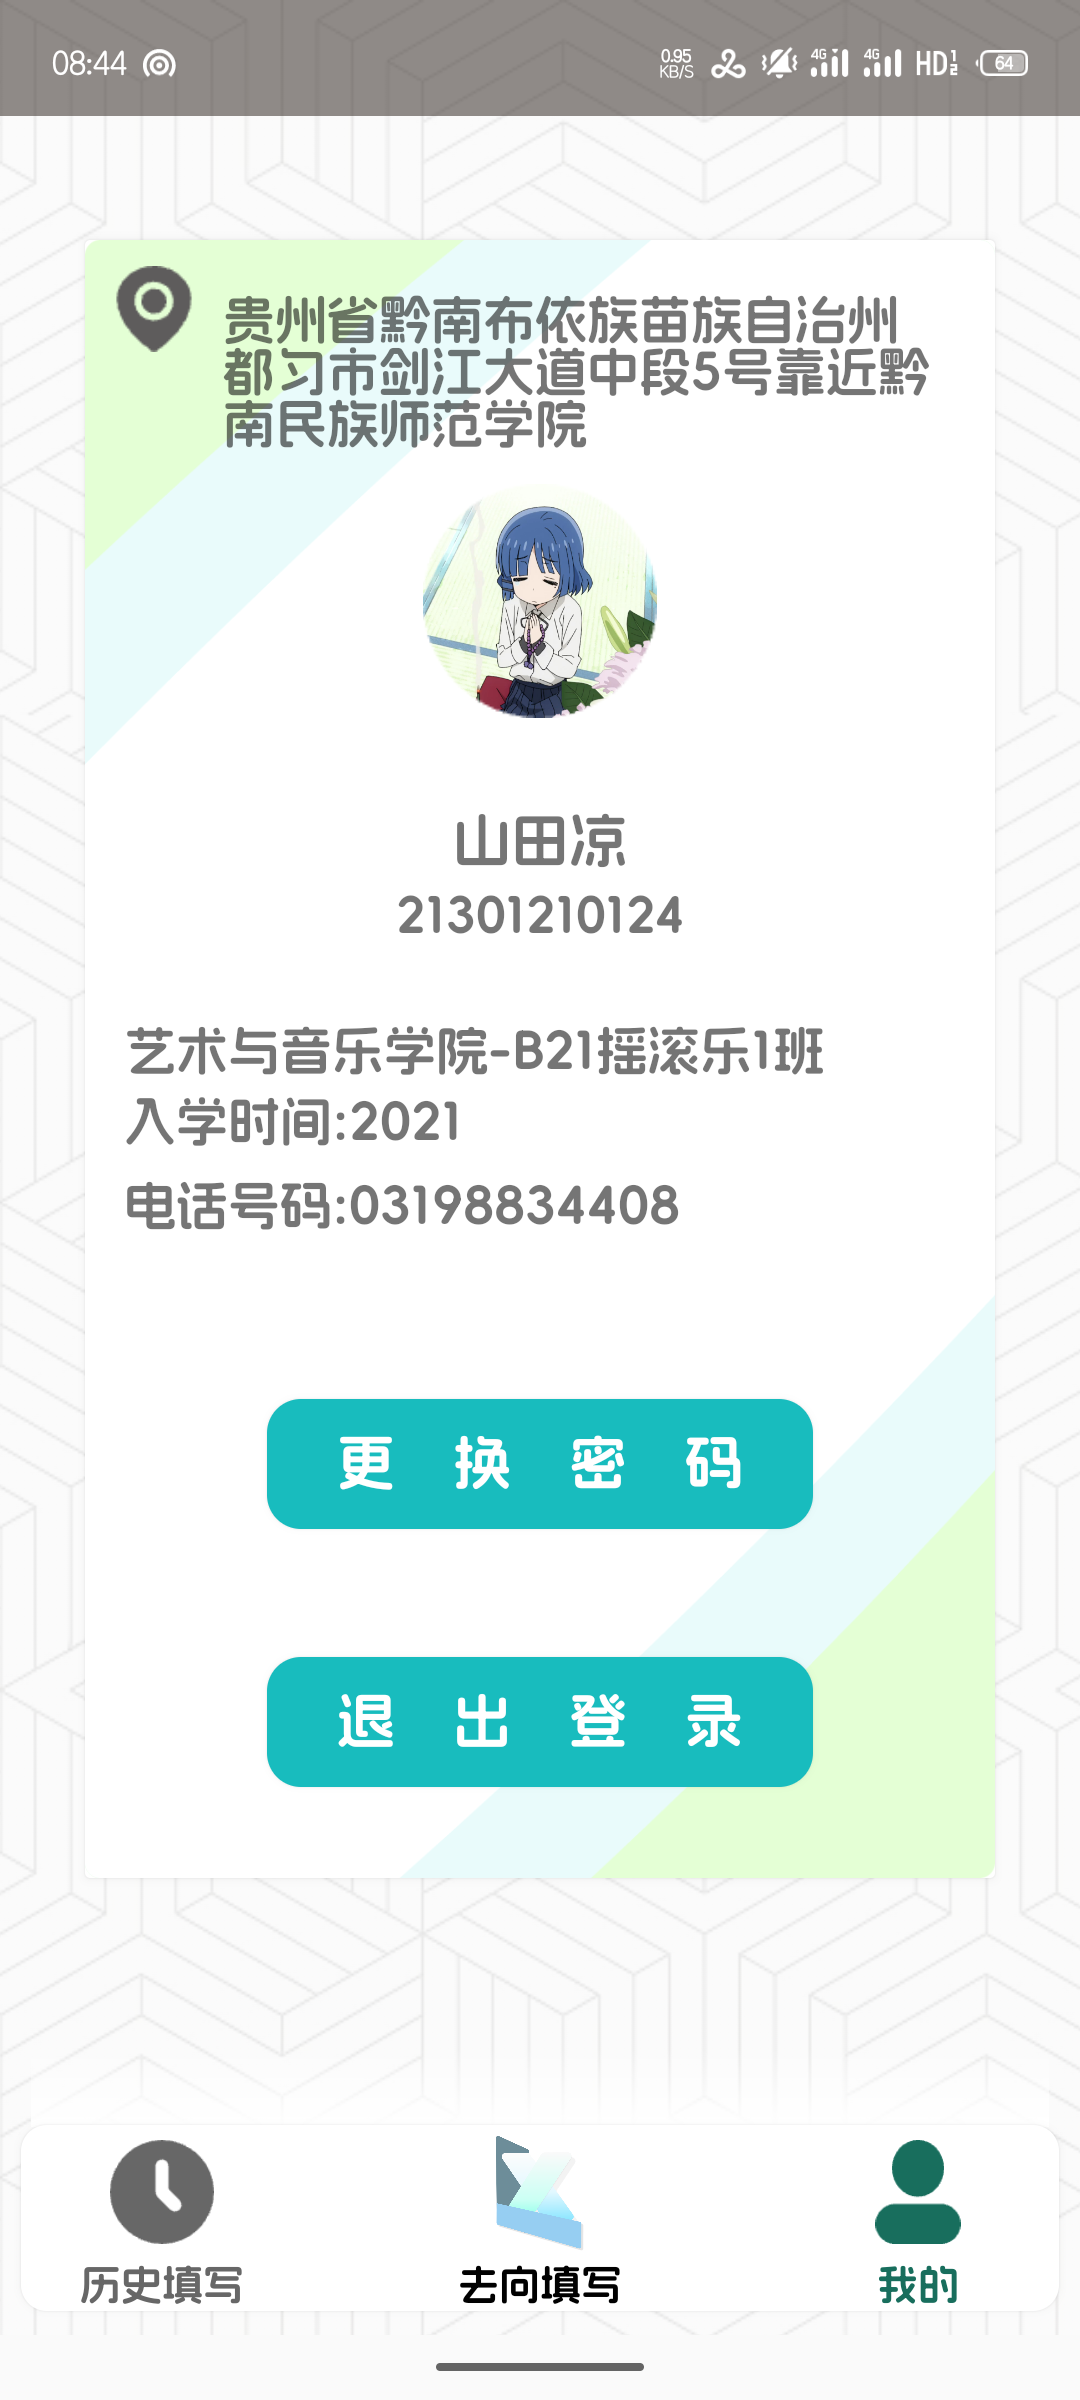 08:44
0.95
KB/S
4G
4G
HD 1 2
64
贵州省黔南布依族苗族自治州
都匀市剑江大道中段5号靠近黔
南民族师范学院
山田凉
21301210124
艺术与音乐学院-B21摇滚乐1班
入学时间:2021
电话号码:03198834408
更换密码
退出登录
历史填写
去向填写
我的